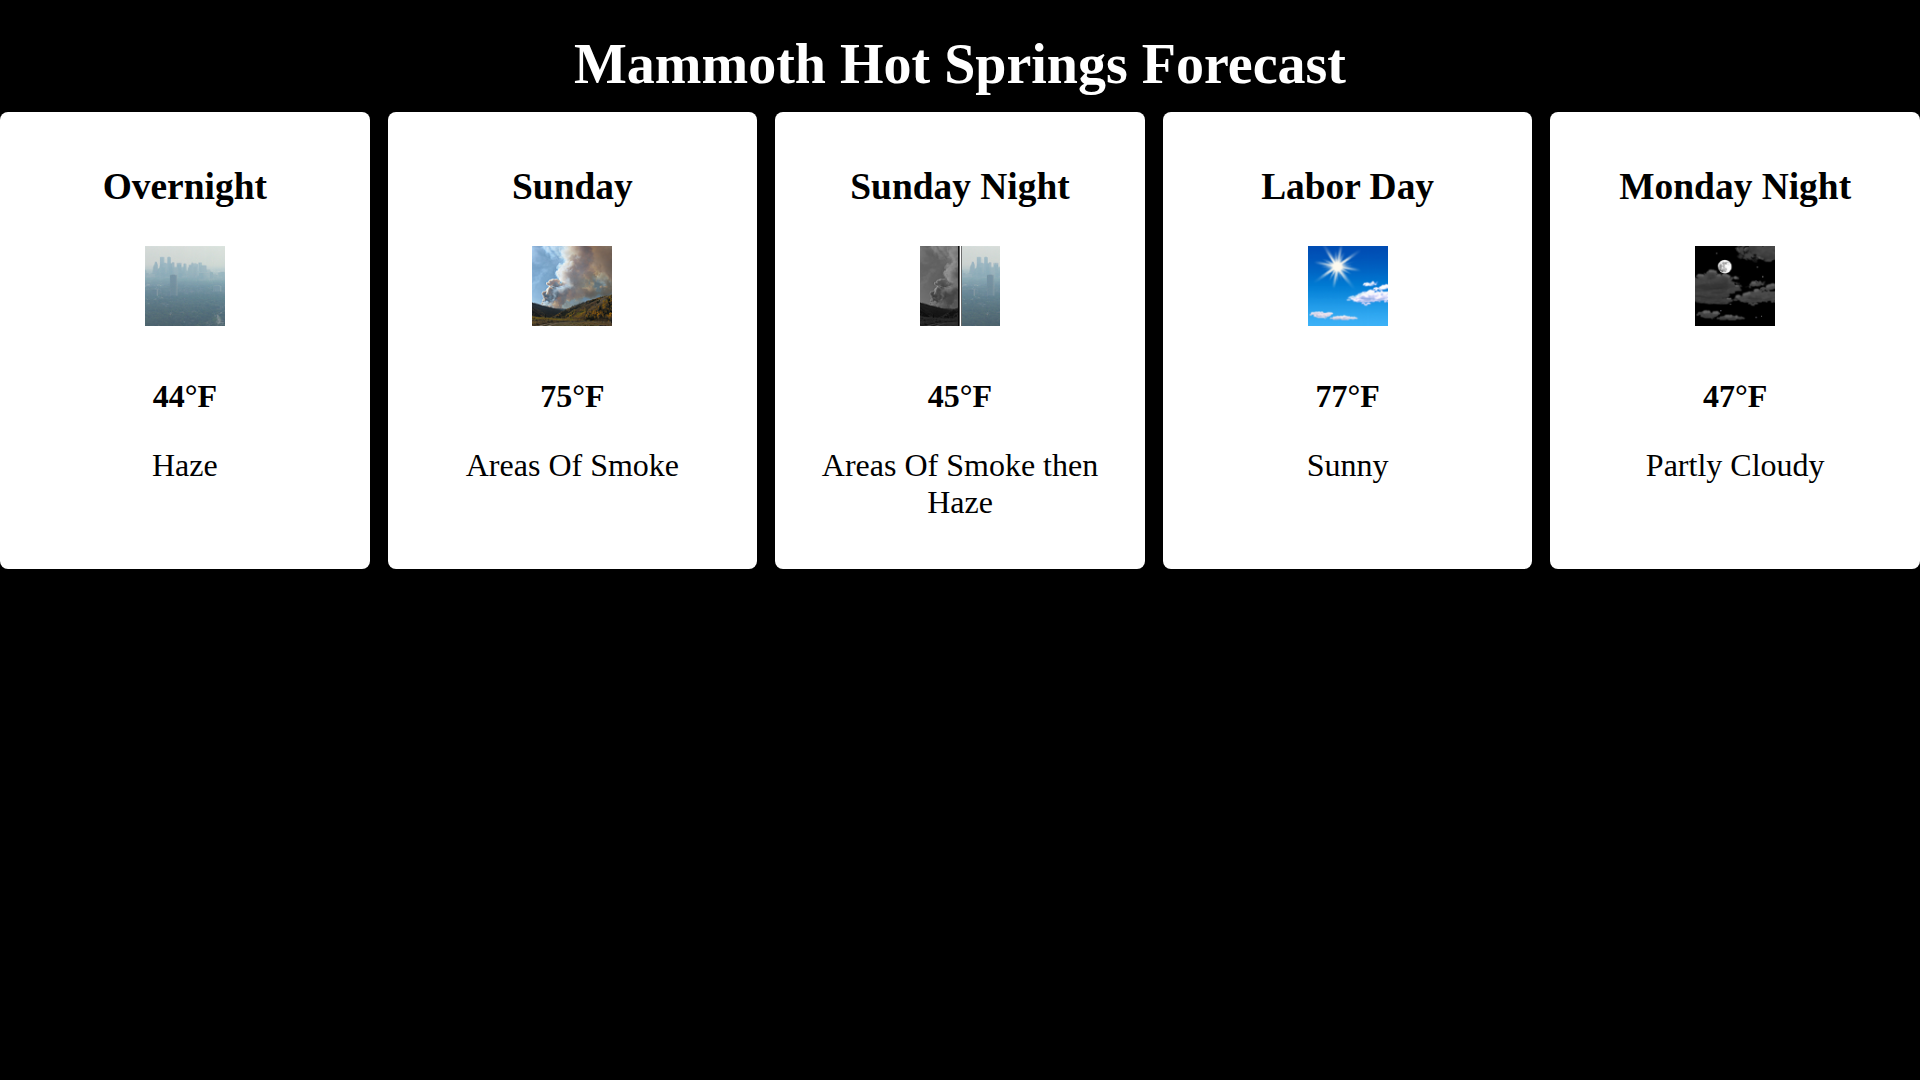 Mammoth Hot Springs Forecast
Overnight
44°F
Haze
Sunday
75°F
Areas Of Smoke
Sunday Night
45°F
Areas Of Smoke then
Haze
Labor Day
77°F
Sunny
Monday Night
47°F
Partly Cloudy